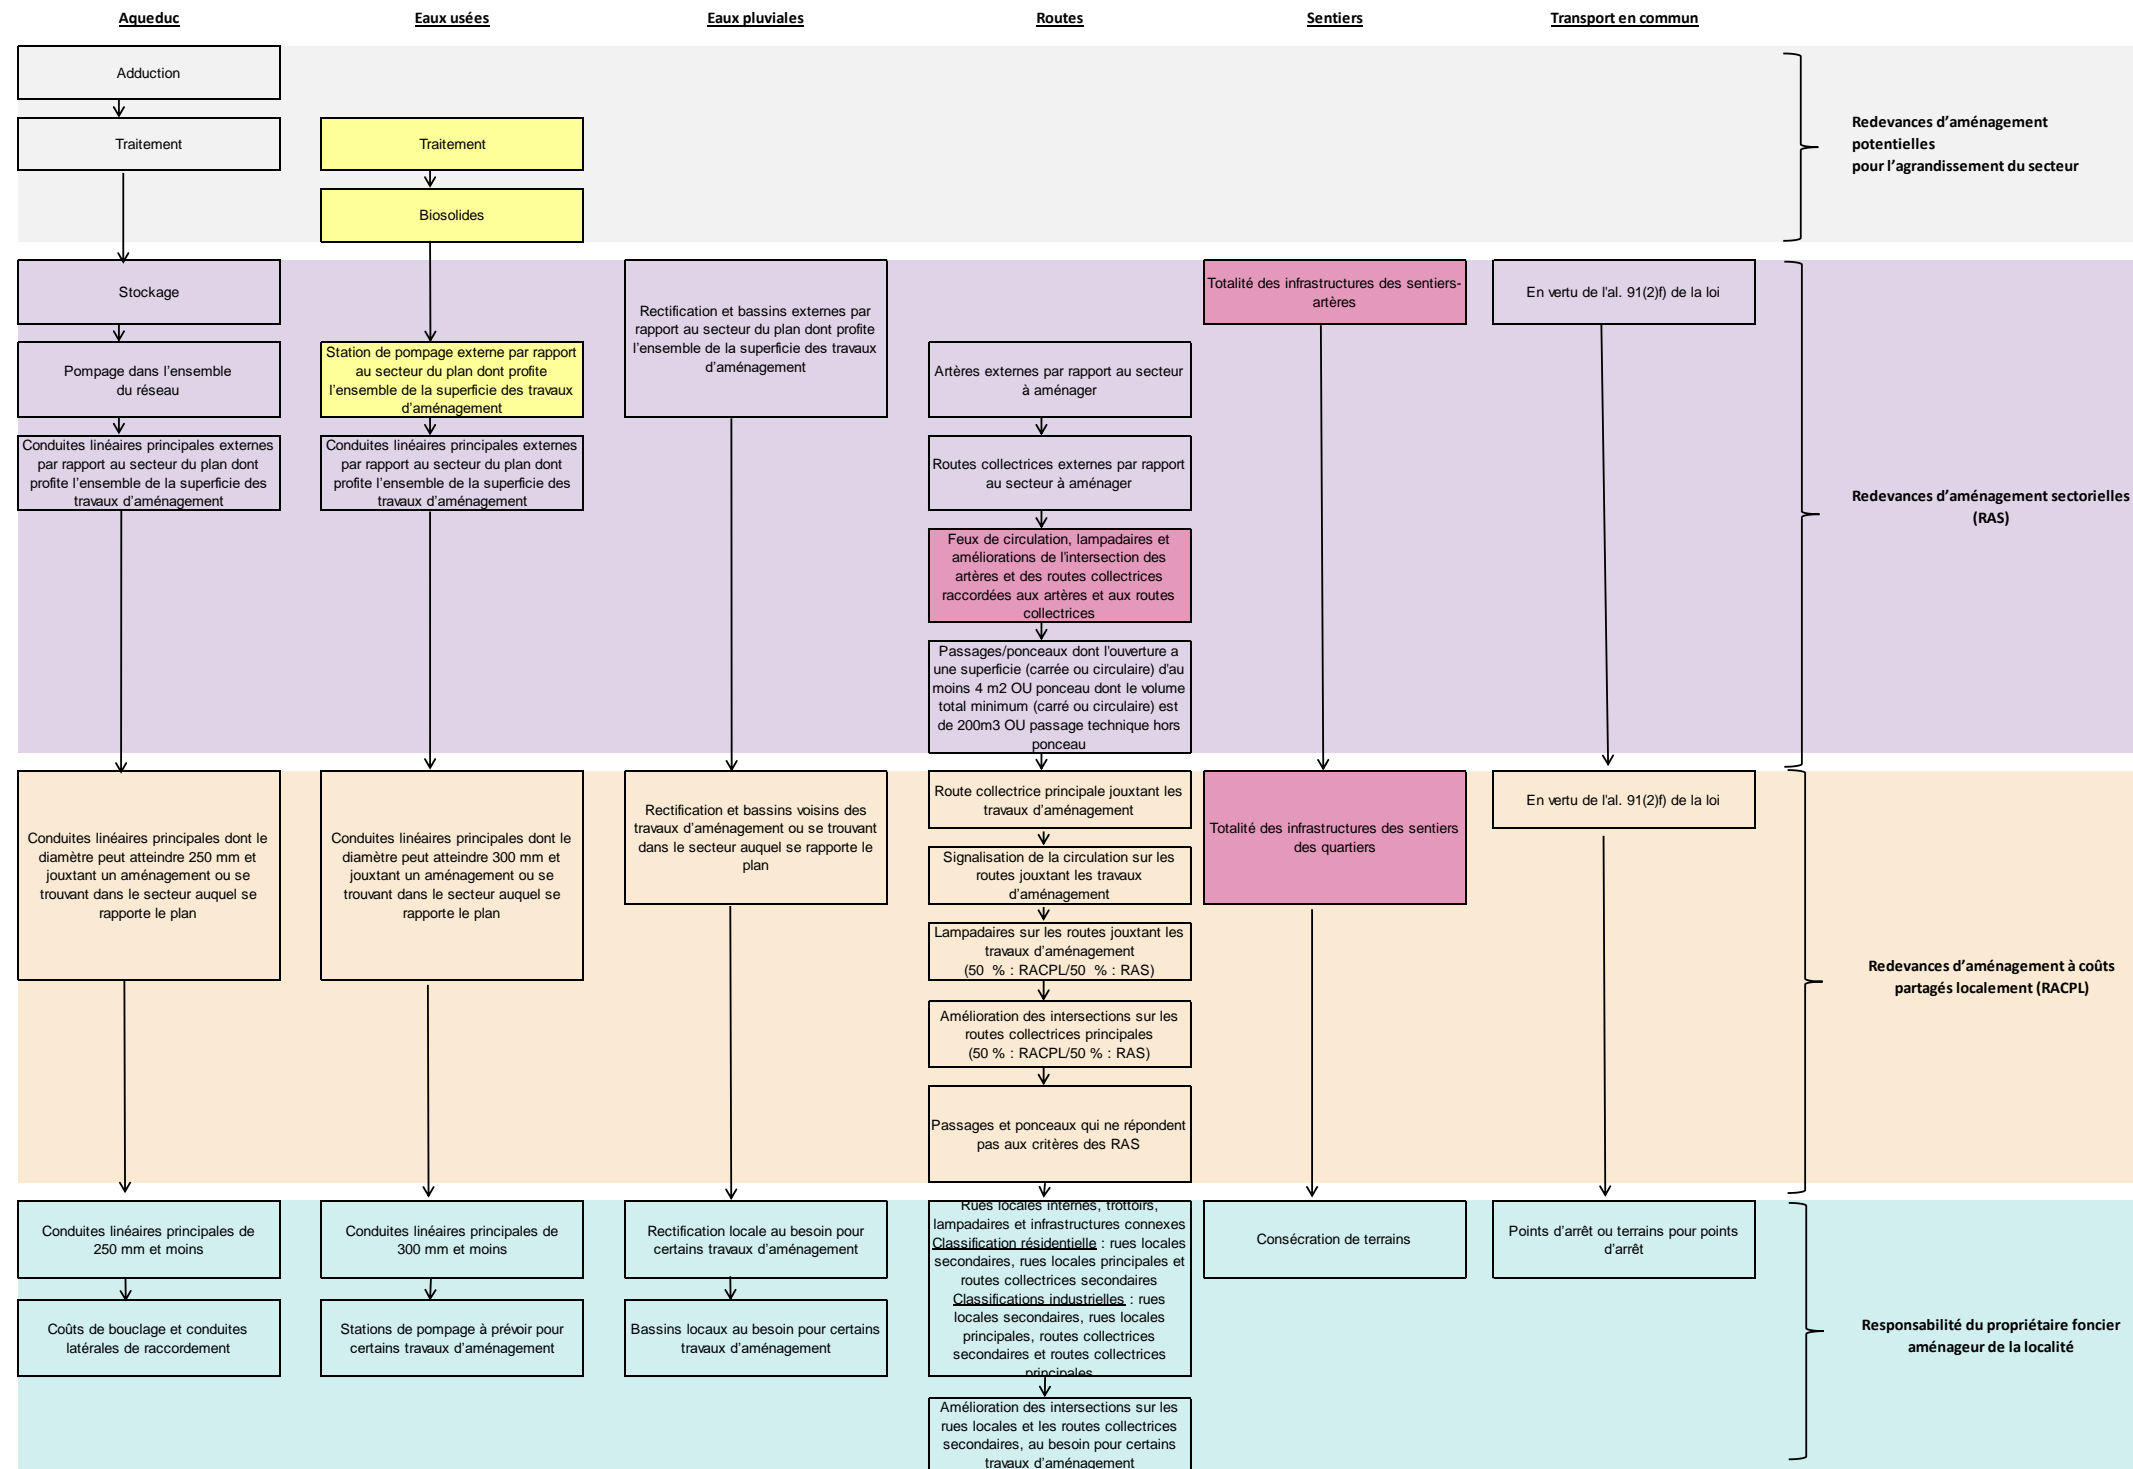 Aqueduc
Eaux usées
Eaux pluviales
Routes
Sentiers
Transport en commun
Adduction
Traitement
Traitement
Biosolides
Redevances d’aménagement
potentielles
pour l’agrandissement du secteur
Stockage
Pompage dans l’ensemble
du réseau
Conduites linéaires principales externes
par rapport au secteur du plan dont
profite l’ensemble de la superficie des
travaux d’aménagement
Station de pompage externe par rapport
au secteur du plan dont profite
l’ensemble de la superficie des travaux
d’aménagement
Conduites linéaires principales externes
par rapport au secteur du plan dont
profite l’ensemble de la superficie des
travaux d’aménagement
Rectification et bassins externes par
rapport au secteur du plan dont profite
l’ensemble de la superficie des travaux
d’aménagement
Artères externes par rapport au secteur
à aménager
Routes collectrices externes par rapport
au secteur à aménager
Feux de circulation, lampadaires et
améliorations de l'intersection des
artères et des routes collectrices
raccordées aux artères et aux routes
collectrices
Passages/ponceaux dont l'ouverture a
une superficie (carrée ou circulaire) d'au
moins 4 m2 OU ponceau dont le volume
total minimum (carré ou circulaire) est
de 200m3 OU passage technique hors
ponceau
Totalité des infrastructures des sentiers-
artères
En vertu de l'al. 91(2)f) de la loi
Redevances d’aménagement sectorielles
(RAS)
Conduites linéaires principales dont le
diamètre peut atteindre 250 mm et
jouxtant un aménagement ou se
trouvant dans le secteur auquel se
rapporte le plan
Conduites linéaires principales dont le
diamètre peut atteindre 300 mm et
jouxtant un aménagement ou se
trouvant dans le secteur auquel se
rapporte le plan
Rectification et bassins voisins des
travaux d’aménagement ou se trouvant
dans le secteur auquel se rapporte le
plan
Route collectrice principale jouxtant les
travaux d’aménagement
Signalisation de la circulation sur les
routes jouxtant les travaux
d’aménagement
Lampadaires sur les routes jouxtant les
travaux d’aménagement
(50 % : RACPL/50 % : RAS)
Amélioration des intersections sur les
routes collectrices principales
(50 % : RACPL/50 % : RAS)
Passages et ponceaux qui ne répondent
pas aux critères des RAS
Totalité des infrastructures des sentiers
des quartiers
En vertu de l'al. 91(2)f) de la loi
Redevances d’aménagement à coûts
partagés localement (RACPL)
Conduites linéaires principales de
250 mm et moins
Coûts de bouclage et conduites
latérales de raccordement
Conduites linéaires principales de
300 mm et moins
Stations de pompage à prévoir pour
certains travaux d’aménagement
Rectification locale au besoin pour
certains travaux d’aménagement
Bassins locaux au besoin pour certains
travaux d’aménagement
Rues locales internes, trottoirs,
lampadaires et infrastructures connexes
Classification résidentielle : rues locales
secondaires, rues locales principales et
routes collectrices secondaires
Classifications industrielles : rues
locales secondaires, rues locales
principales, routes collectrices
secondaires et routes collectrices
principales
Amélioration des intersections sur les
rues locales et les routes collectrices
secondaires, au besoin pour certains
travaux d’aménagement
Consécration de terrains
Points d’arrêt ou terrains pour points
d’arrêt
Responsabilité du propriétaire foncier
aménageur de la localité